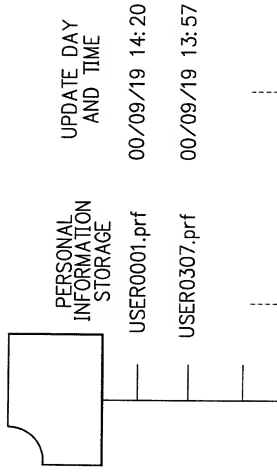 PERSONAL
INFORMATION
STORAGE
UPDATE DAY
AND TIME
USER0001.prf 00/09/19 14:20
USER0307.prf 00/09/19 13:57